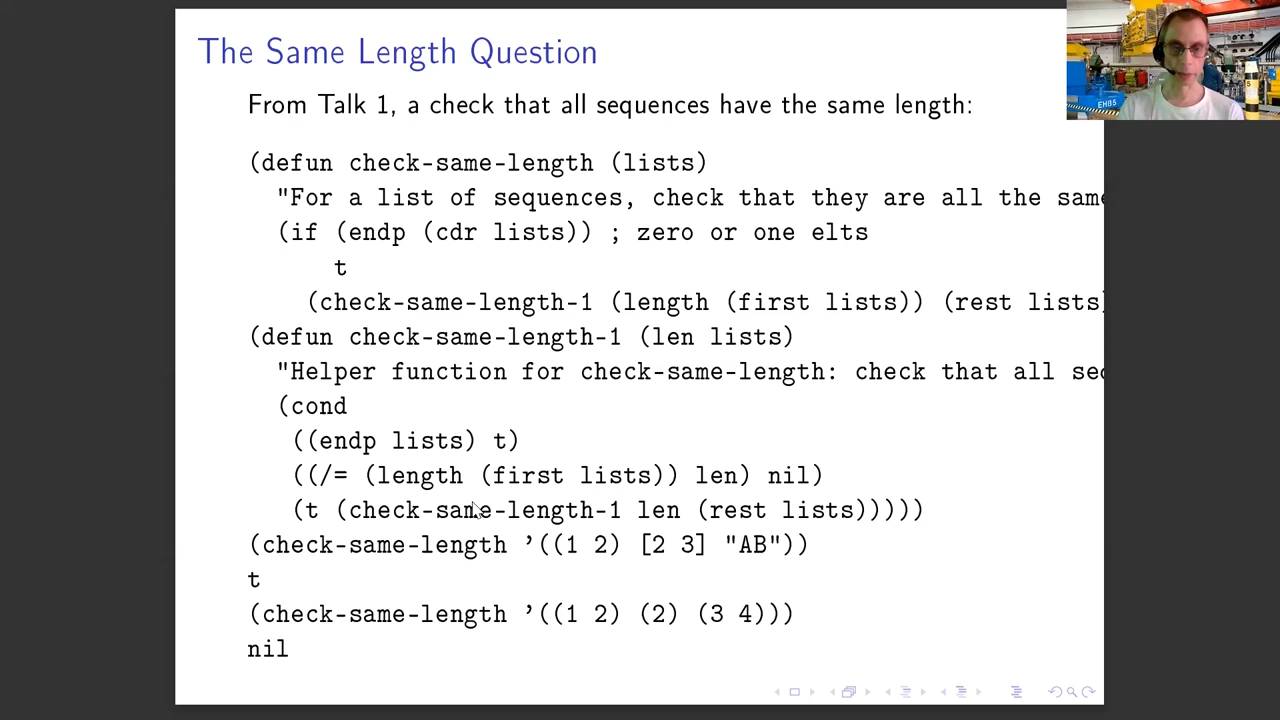 The Same Length Question
From Talk 1, a check that all sequences have the same length:
(defun check-same-length (lists)
"For a list of sequences, check that they are all the same
(if (endp (cdr lists)) ; zero or one elts
t
(check-same-length-1 (length (first lists)) (rest lists)
(defun check-same-length-1 (len lists)
"Helper function for check-same-length: check that all
(cond
((endp lists) t)
((/= (length (first lists)) len) nil)
(t (check-same-length-1 len (rest lists)))))
(check-same-length '((1 2) [2 3] "AB"))
t
(check-same-length '((1 2) (2) (3 4)))
nil
EHB5